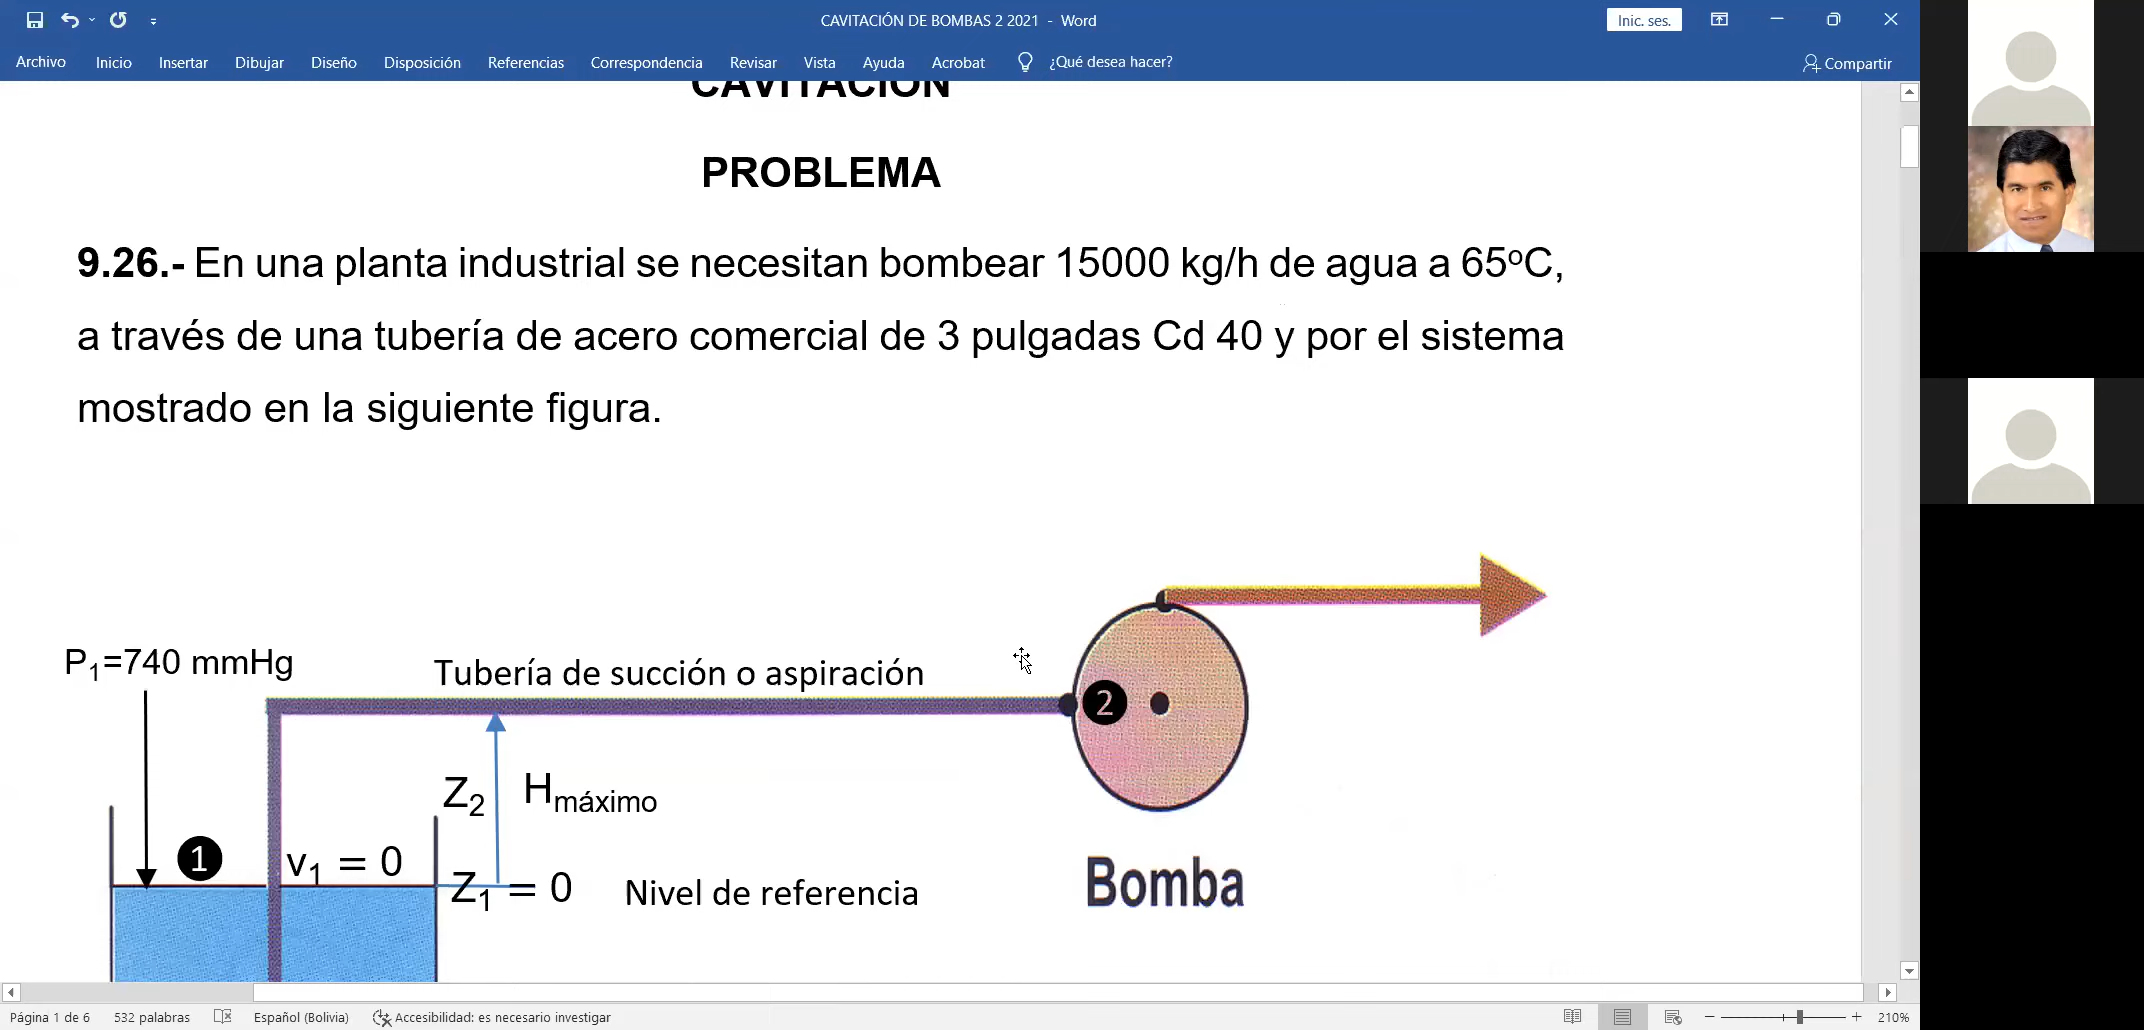 CAVITACIÓN DE BOMBAS 2 2021 - Word
Inic. ses.
Archivo Inicio Insertar Dibujar Diseño Disposición Referencias Correspondencia Revisar Vista Ayuda Acrobat ¿Qué desea hacer? Compartir
CAVITACIÓN
PROBLEMA
9.26.- En una planta industrial se necesitan bombear 15000 kg/h de agua a 65ºC,
a través de una tubería de acero comercial de 3 pulgadas Cd 40 y por el sistema
mostrado en la siguiente figura.
P₁=740 mmHg
Tubería de succión o aspiración
2
Z₂ Hmáximo
1
v₁ = 0
Z₁ = 0 Nivel de referencia
Bomba
Página 1 de 6 532 palabras Español (Bolivia) Accesibilidad: es necesario investigar 210%